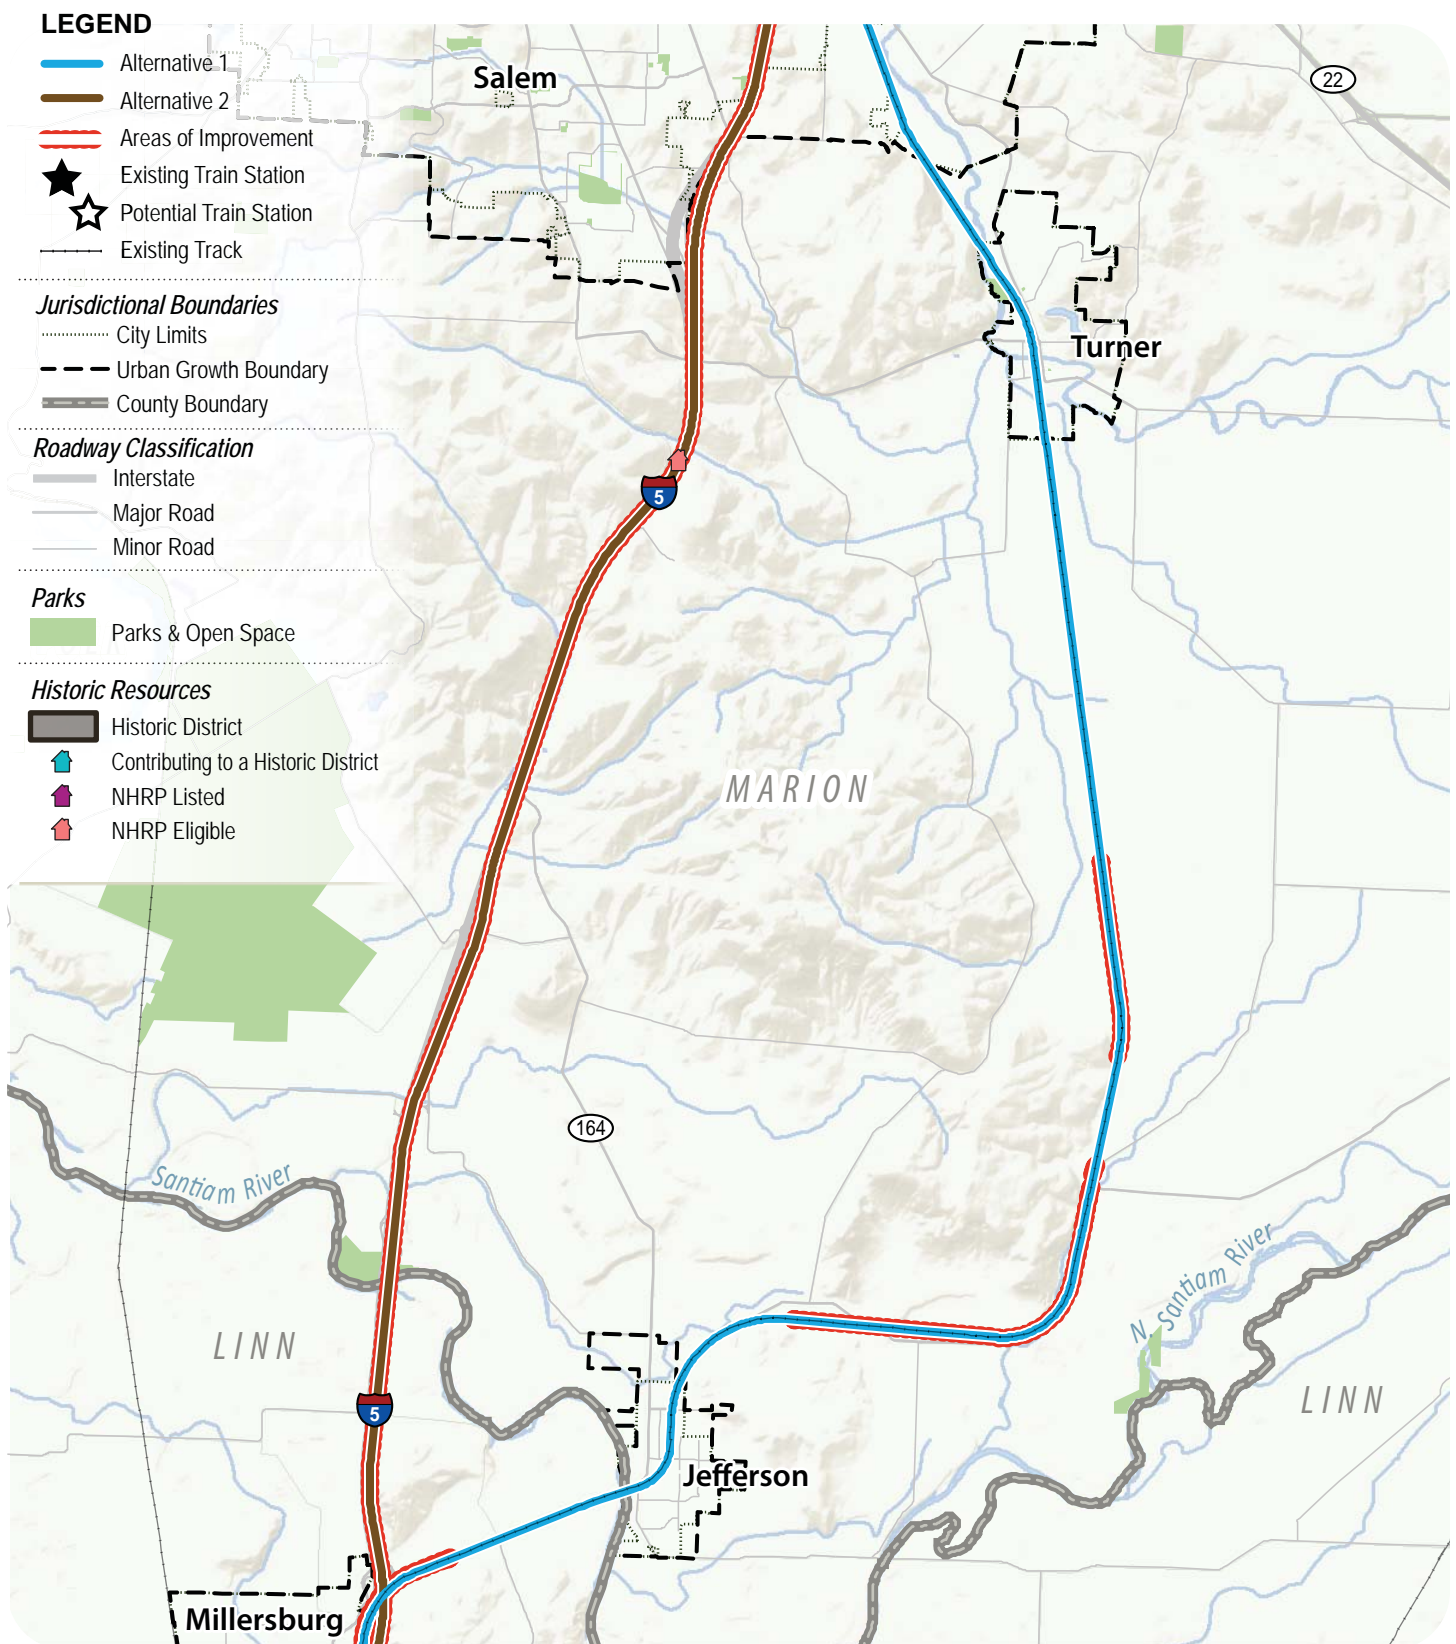 LEGEND
Alternative 1
Alternative 2
Areas of Improvement
Existing Train Station
Potential Train Station
Existing Track
Jurisdictional Boundaries
City Limits
Urban Growth Boundary
County Boundary
Roadway Classification
Interstate
Major Road
Minor Road
Parks
Parks & Open Space
Historic Resources
Historic District
Contributing to a Historic District
NHRP Listed
NHRP Eligible
Salem
22
Turner
5
MARION
164
Santiam River
N. Santiam River
LINN
LINN
5
Jefferson
Millersburg